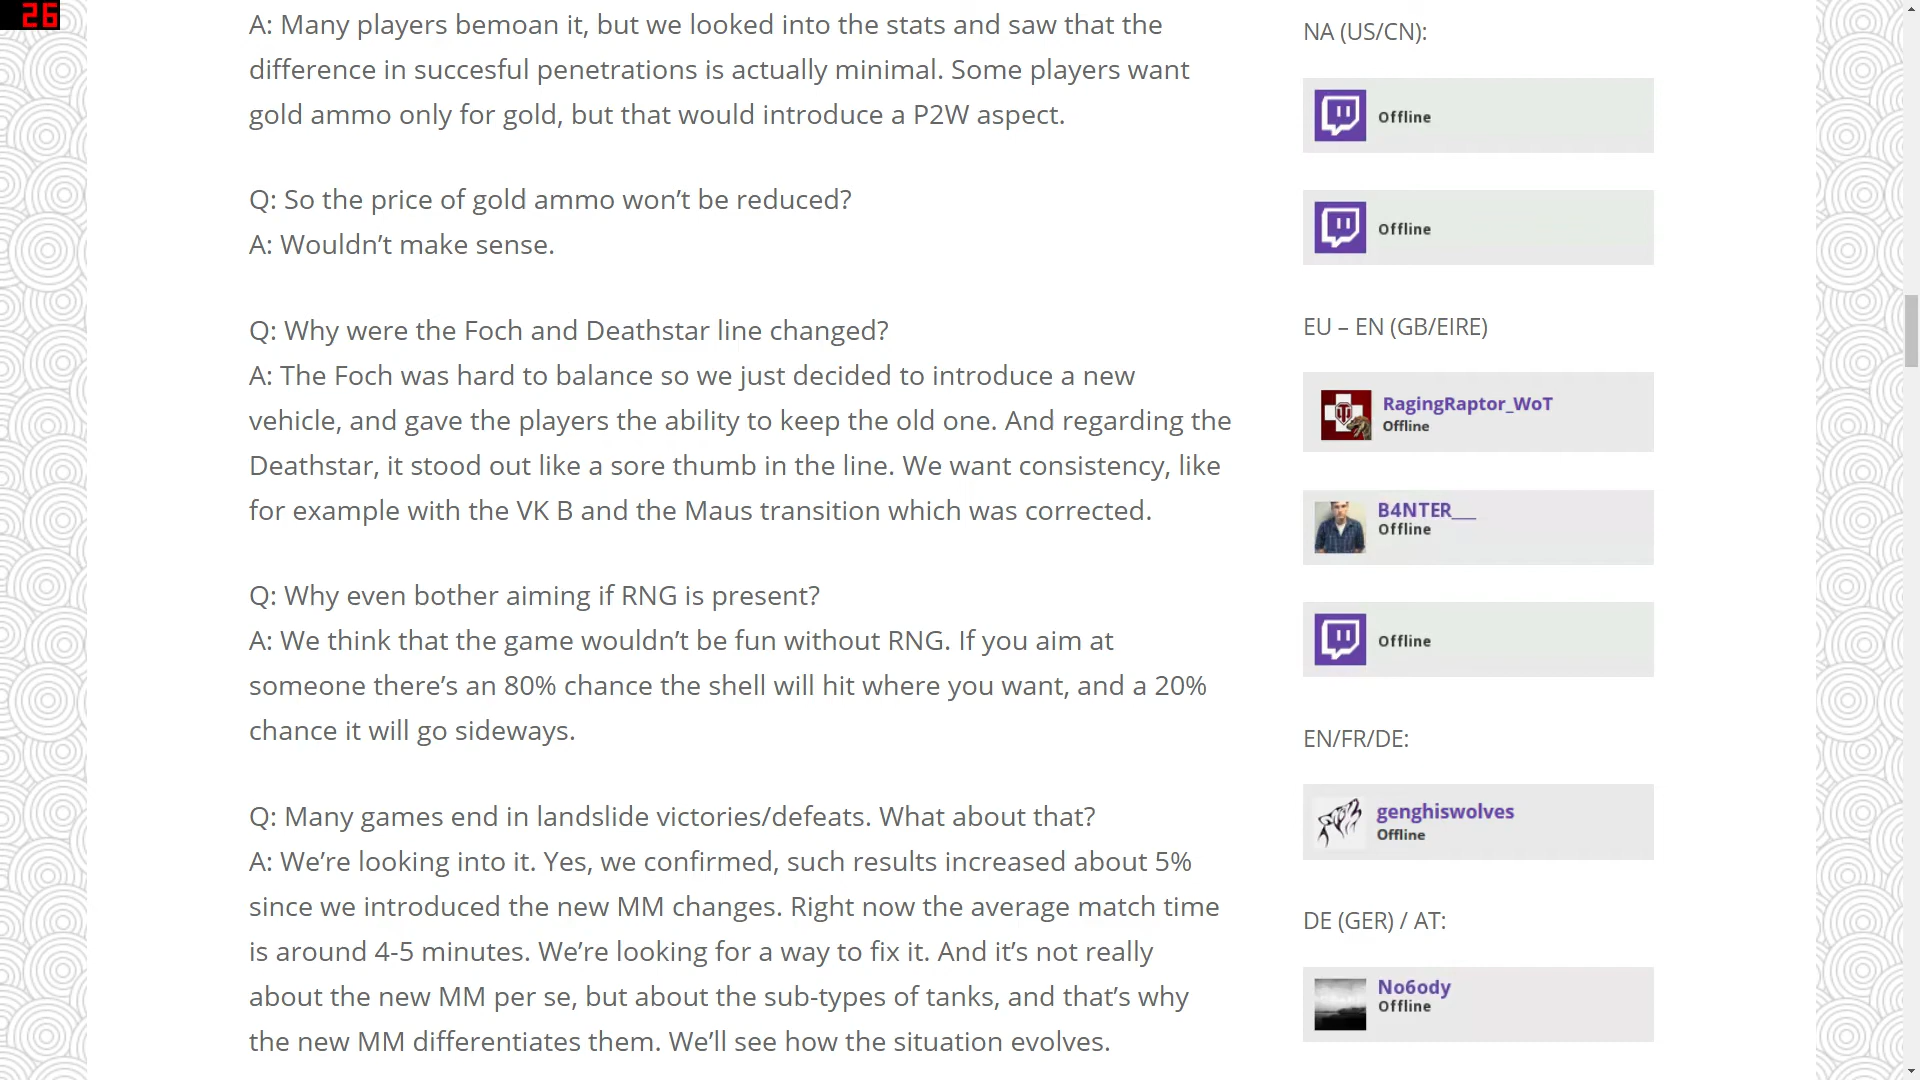 26
A: Many players bemoan it, but we looked into the stats and saw that the
difference in succesful penetrations is actually minimal. Some players want
gold ammo only for gold, but that would introduce a P2W aspect.
Q: So the price of gold ammo won’t be reduced?
A: Wouldn’t make sense.
Q: Why were the Foch and Deathstar line changed?
A: The Foch was hard to balance so we just decided to introduce a new
vehicle, and gave the players the ability to keep the old one. And regarding the
Deathstar, it stood out like a sore thumb in the line. We want consistency, like
for example with the VK B and the Maus transition which was corrected.
Q: Why even bother aiming if RNG is present?
A: We think that the game wouldn’t be fun without RNG. If you aim at
someone there’s an 80% chance the shell will hit where you want, and a 20%
chance it will go sideways.
Q: Many games end in landslide victories/defeats. What about that?
A: We’re looking into it. Yes, we confirmed, such results increased about 5%
since we introduced the new MM changes. Right now the average match time
is around 4-5 minutes. We’re looking for a way to fix it. And it’s not really
about the new MM per se, but about the sub-types of tanks, and that’s why
the new MM differentiates them. We’ll see how the situation evolves.
NA (US/CN):
Offline
Offline
EU – EN (GB/EIRE)
RagingRaptor_WoT
Offline
B4NTER___
Offline
Offline
EN/FR/DE:
genghiswolves
Offline
DE (GER) / AT:
No6ody
Offline